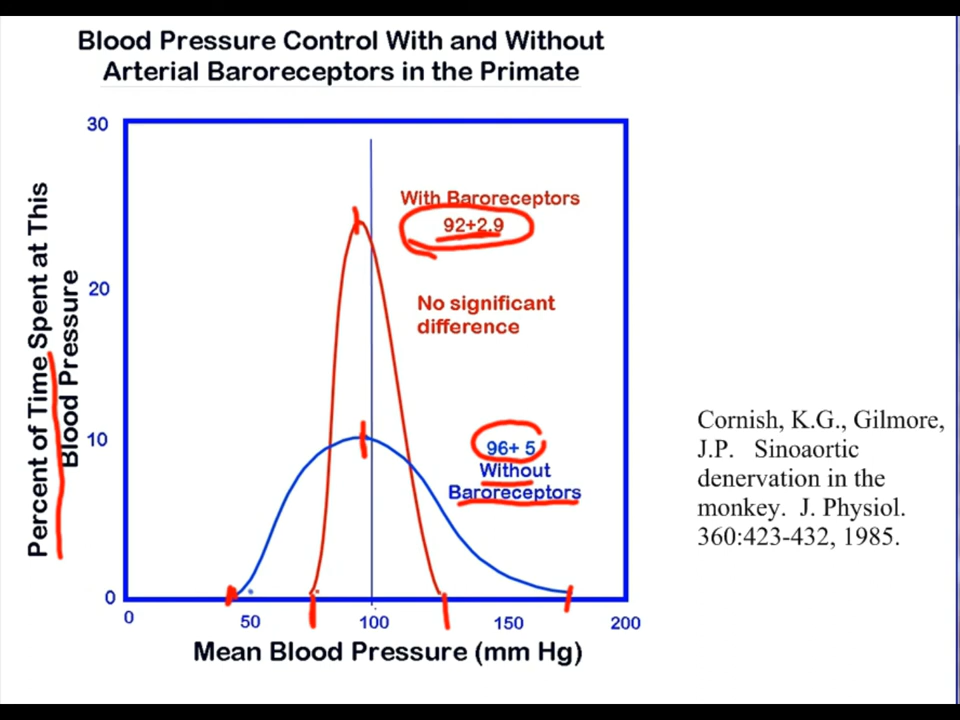 Blood Pressure Control With and Without
Arterial Baroreceptors in the Primate
Percent of Time Spent at This
Blood Pressure
30
20
10
0
With Baroreceptors
92+2.9
No significant
difference
96+ 5
Without
Baroreceptors
0
50
100
150
200
Mean Blood Pressure (mm Hg)
Cornish, K.G., Gilmore,
J.P. Sinoaortic
denervation in the
monkey. J. Physiol.
360:423-432, 1985.